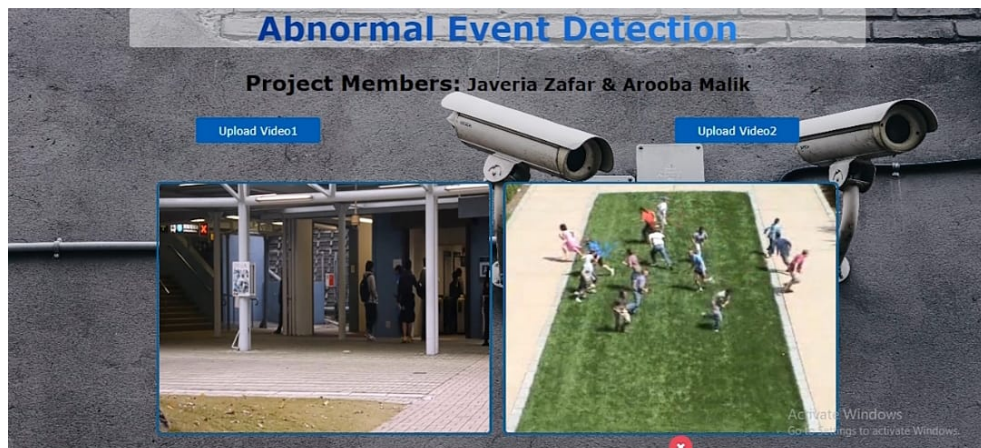 Abnormal Event Detection
Project Members: Javeria Zafar & Arooba Malik
Upload Video1
Upload Video2
Activate Windows
Go to Settings to activate Windows.